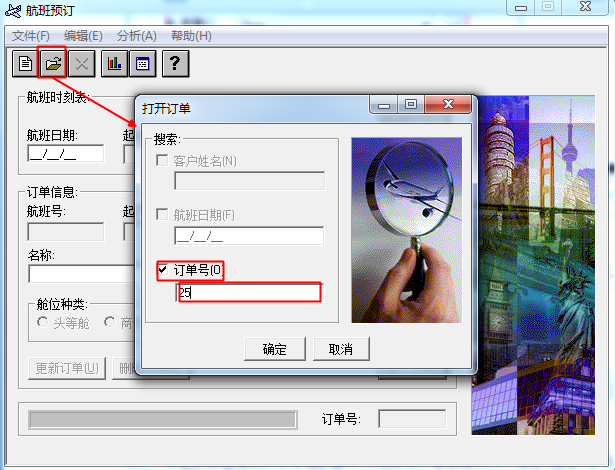 航班预订
文件(F) 编辑(E) 分析(A) 帮助(H)
航班时刻表:
航班日期: 起
__/__/__
订单信息:
航班号: 起
名称:
舱位种类:
头等舱 商
更新订单(U) 删
订单号:
打开订单
搜索:
客户姓名(N)
航班日期(F)
__/__/__
订单号(O
25
确定 取消